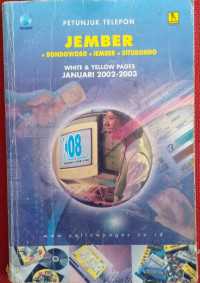 PETUNJUK TELEPON
JEMBER
• BONDOWOSO • JEMBER • SITUBONDO
WHITE & YELLOW PAGES
JANUARI 2002-2003
108
www.yellowpages.co.id